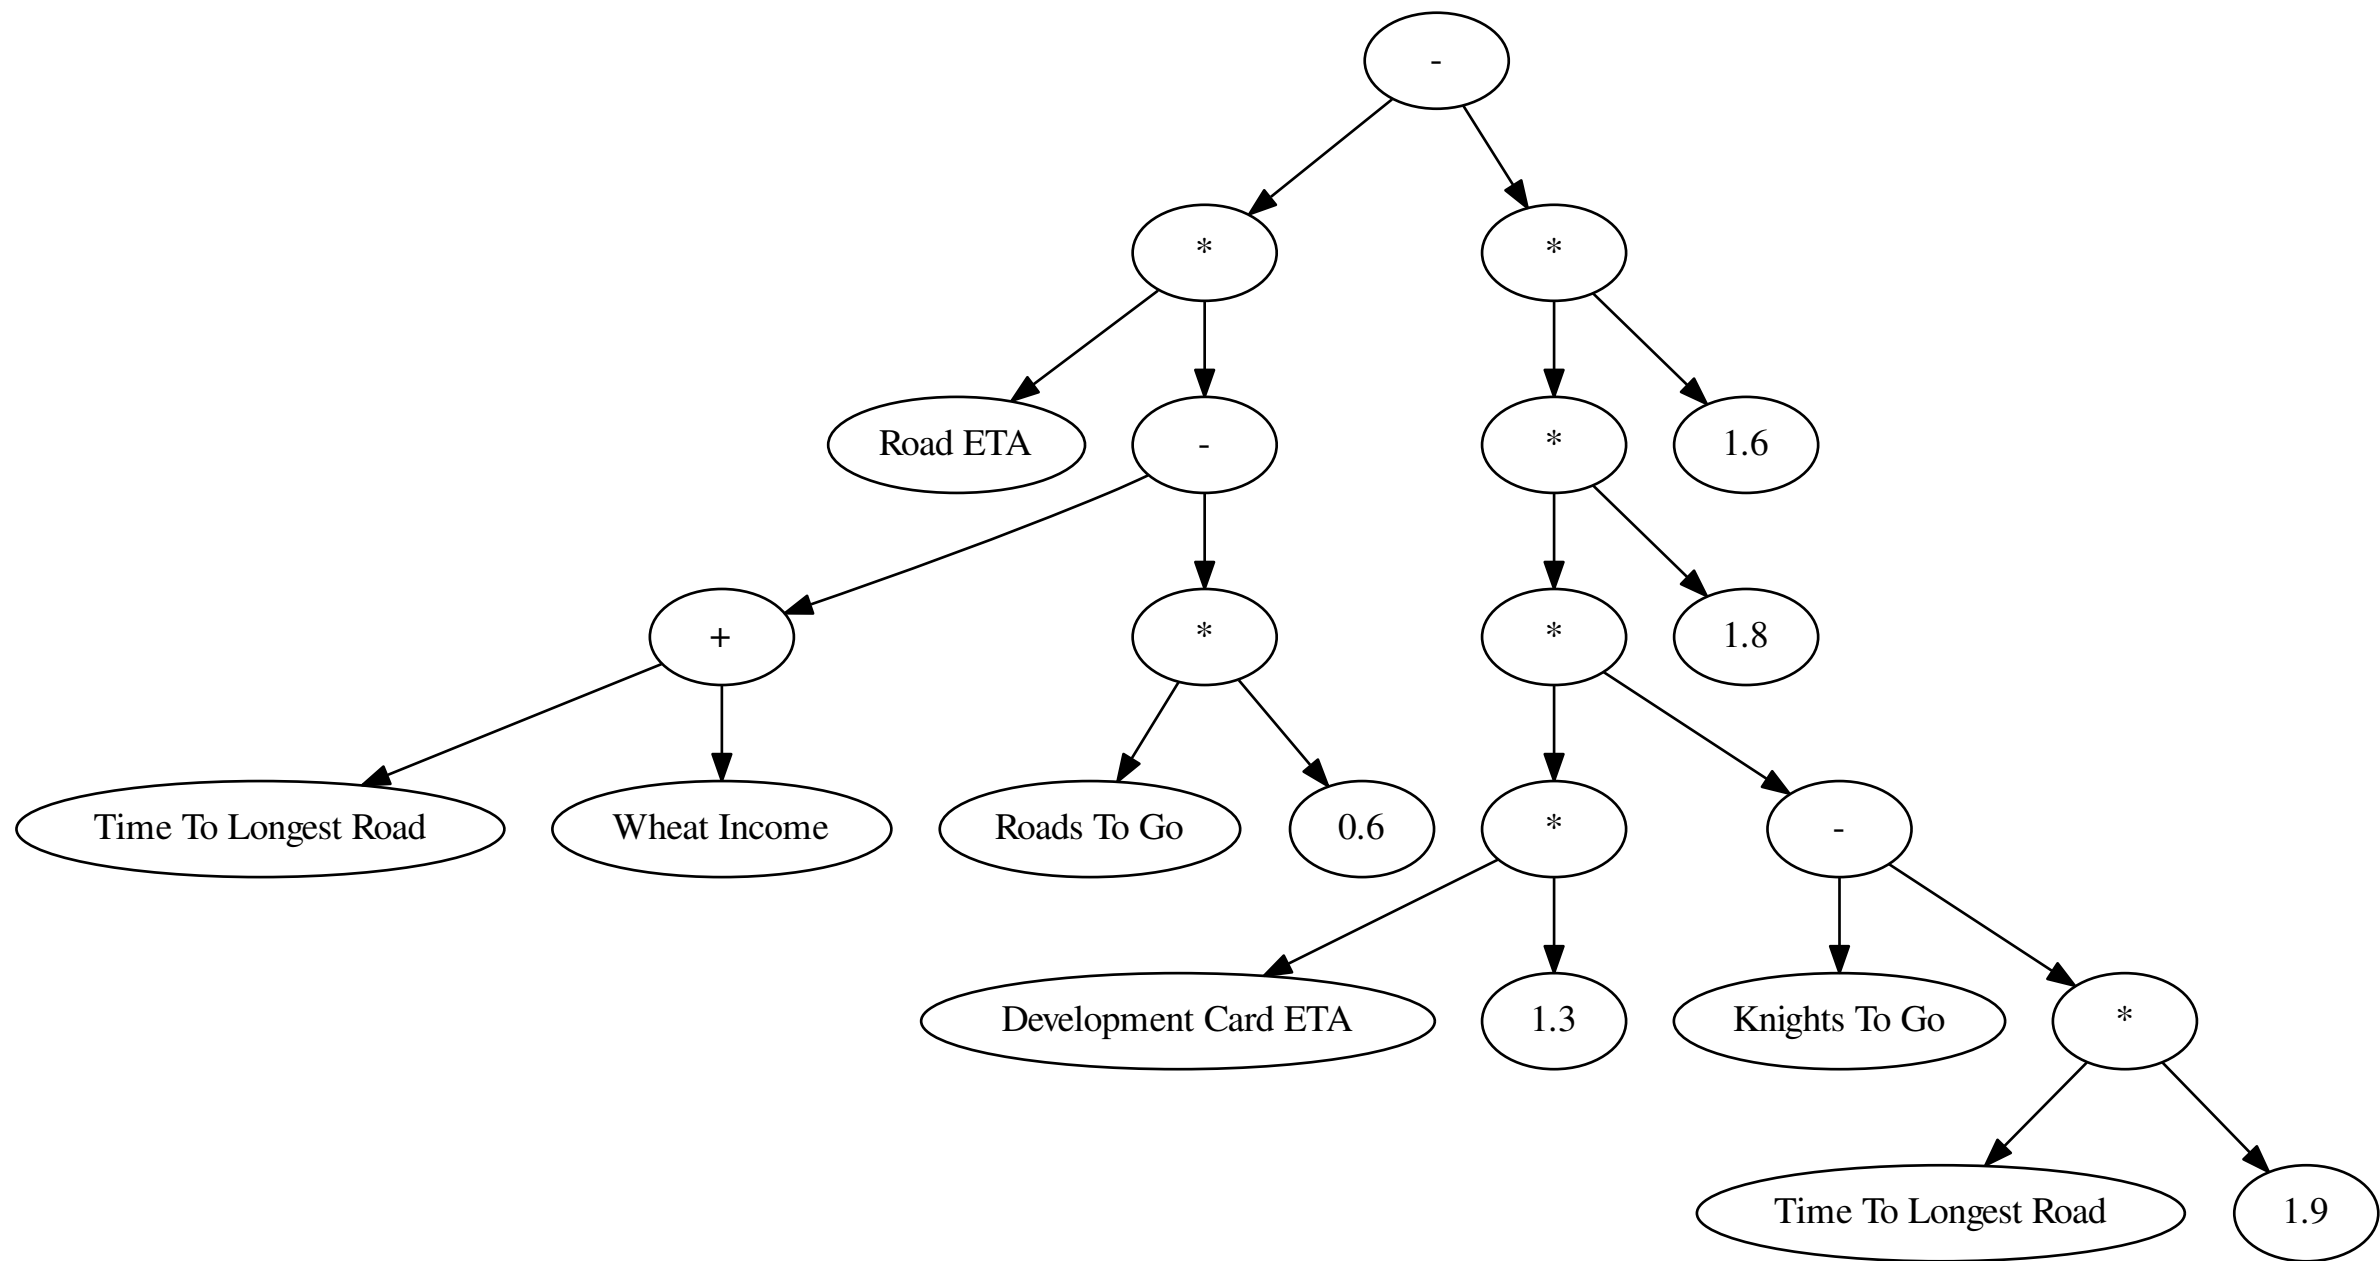 -
*
*
Road ETA
-
*
1.6
+
*
*
1.8
Time To Longest Road
Wheat Income
Roads To Go
0.6
*
-
Development Card ETA
1.3
Knights To Go
*
Time To Longest Road
1.9